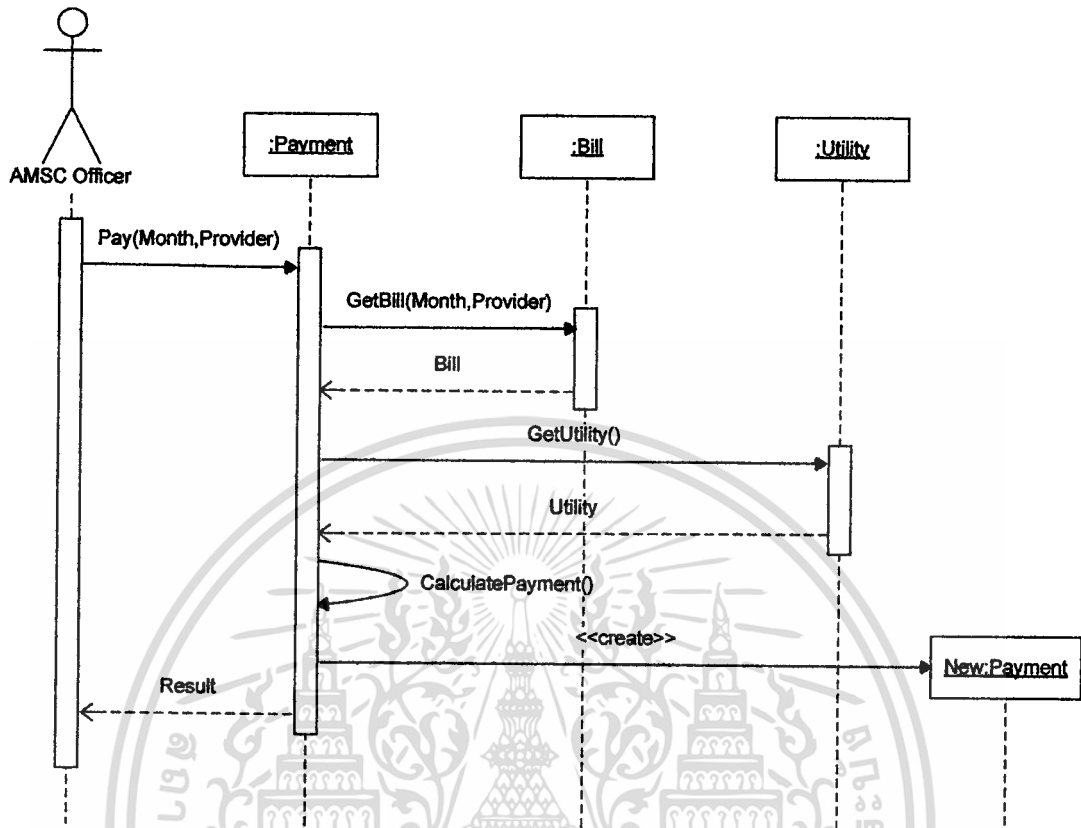 AMSC Officer
:Payment
:Bill
:Utility
Pay(Month,Provider)
GetBill(Month,Provider)
Bill
GetUtility()
Utility
CalculatePayment()
<<create>>
New:Payment
Result